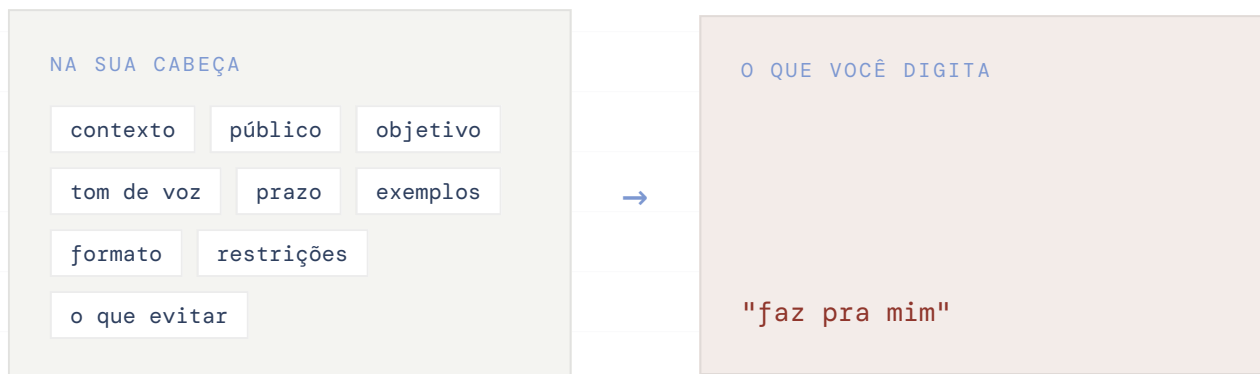 NA SUA CABEÇA
contexto
público
objetivo
tom de voz
prazo
exemplos
formato
restrições
o que evitar
→
O QUE VOCÊ DIGITA
"faz pra mim"